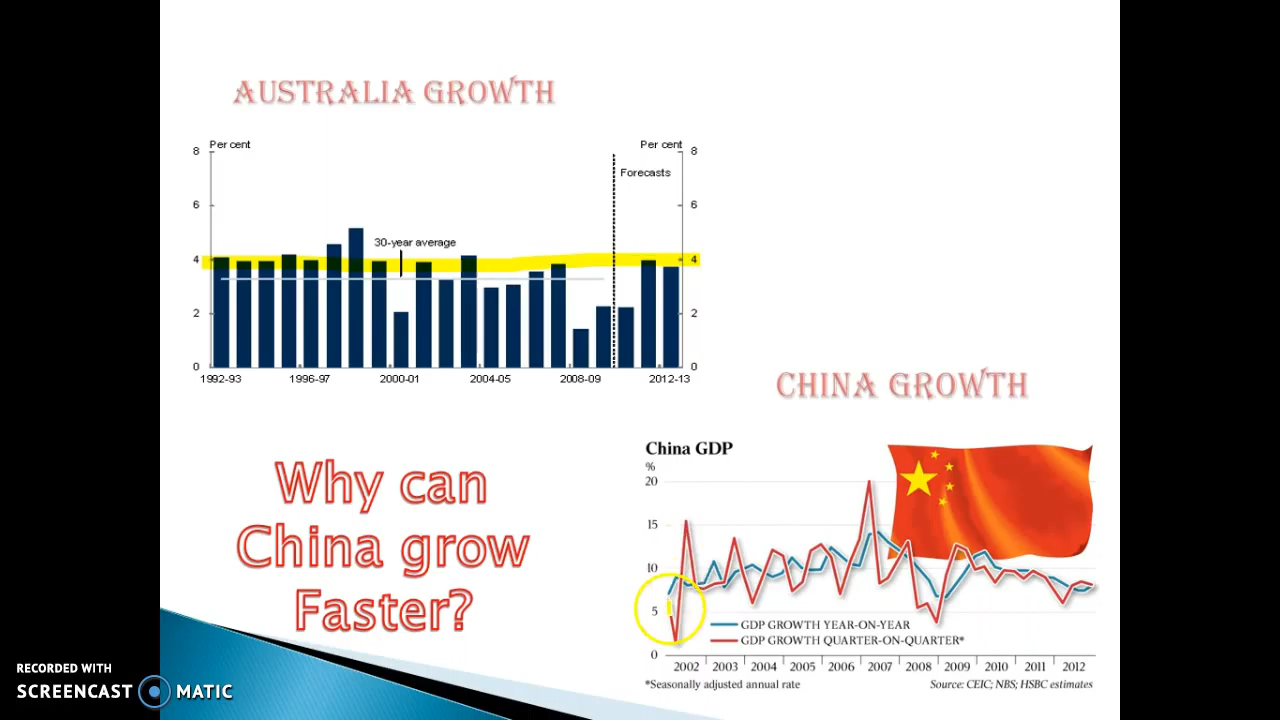 AUSTRALIA GROWTH
Per cent Per cent
8 8
Forecasts
6 6
30-year average
4 4
2 2
0 0
1992-93 1996-97 2000-01 2004-05 2008-09 2012-13
CHINA GROWTH
Why can
China grow
Faster?
China GDP
%
20
15
10
5
0
GDP GROWTH YEAR-ON-YEAR
GDP GROWTH QUARTER-ON-QUARTER*
2002 2003 2004 2005 2006 2007 2008 2009 2010 2011 2012
*Seasonally adjusted annual rate Source: CEIC; NBS; HSBC estimates
RECORDED WITH
SCREENCAST MATIC